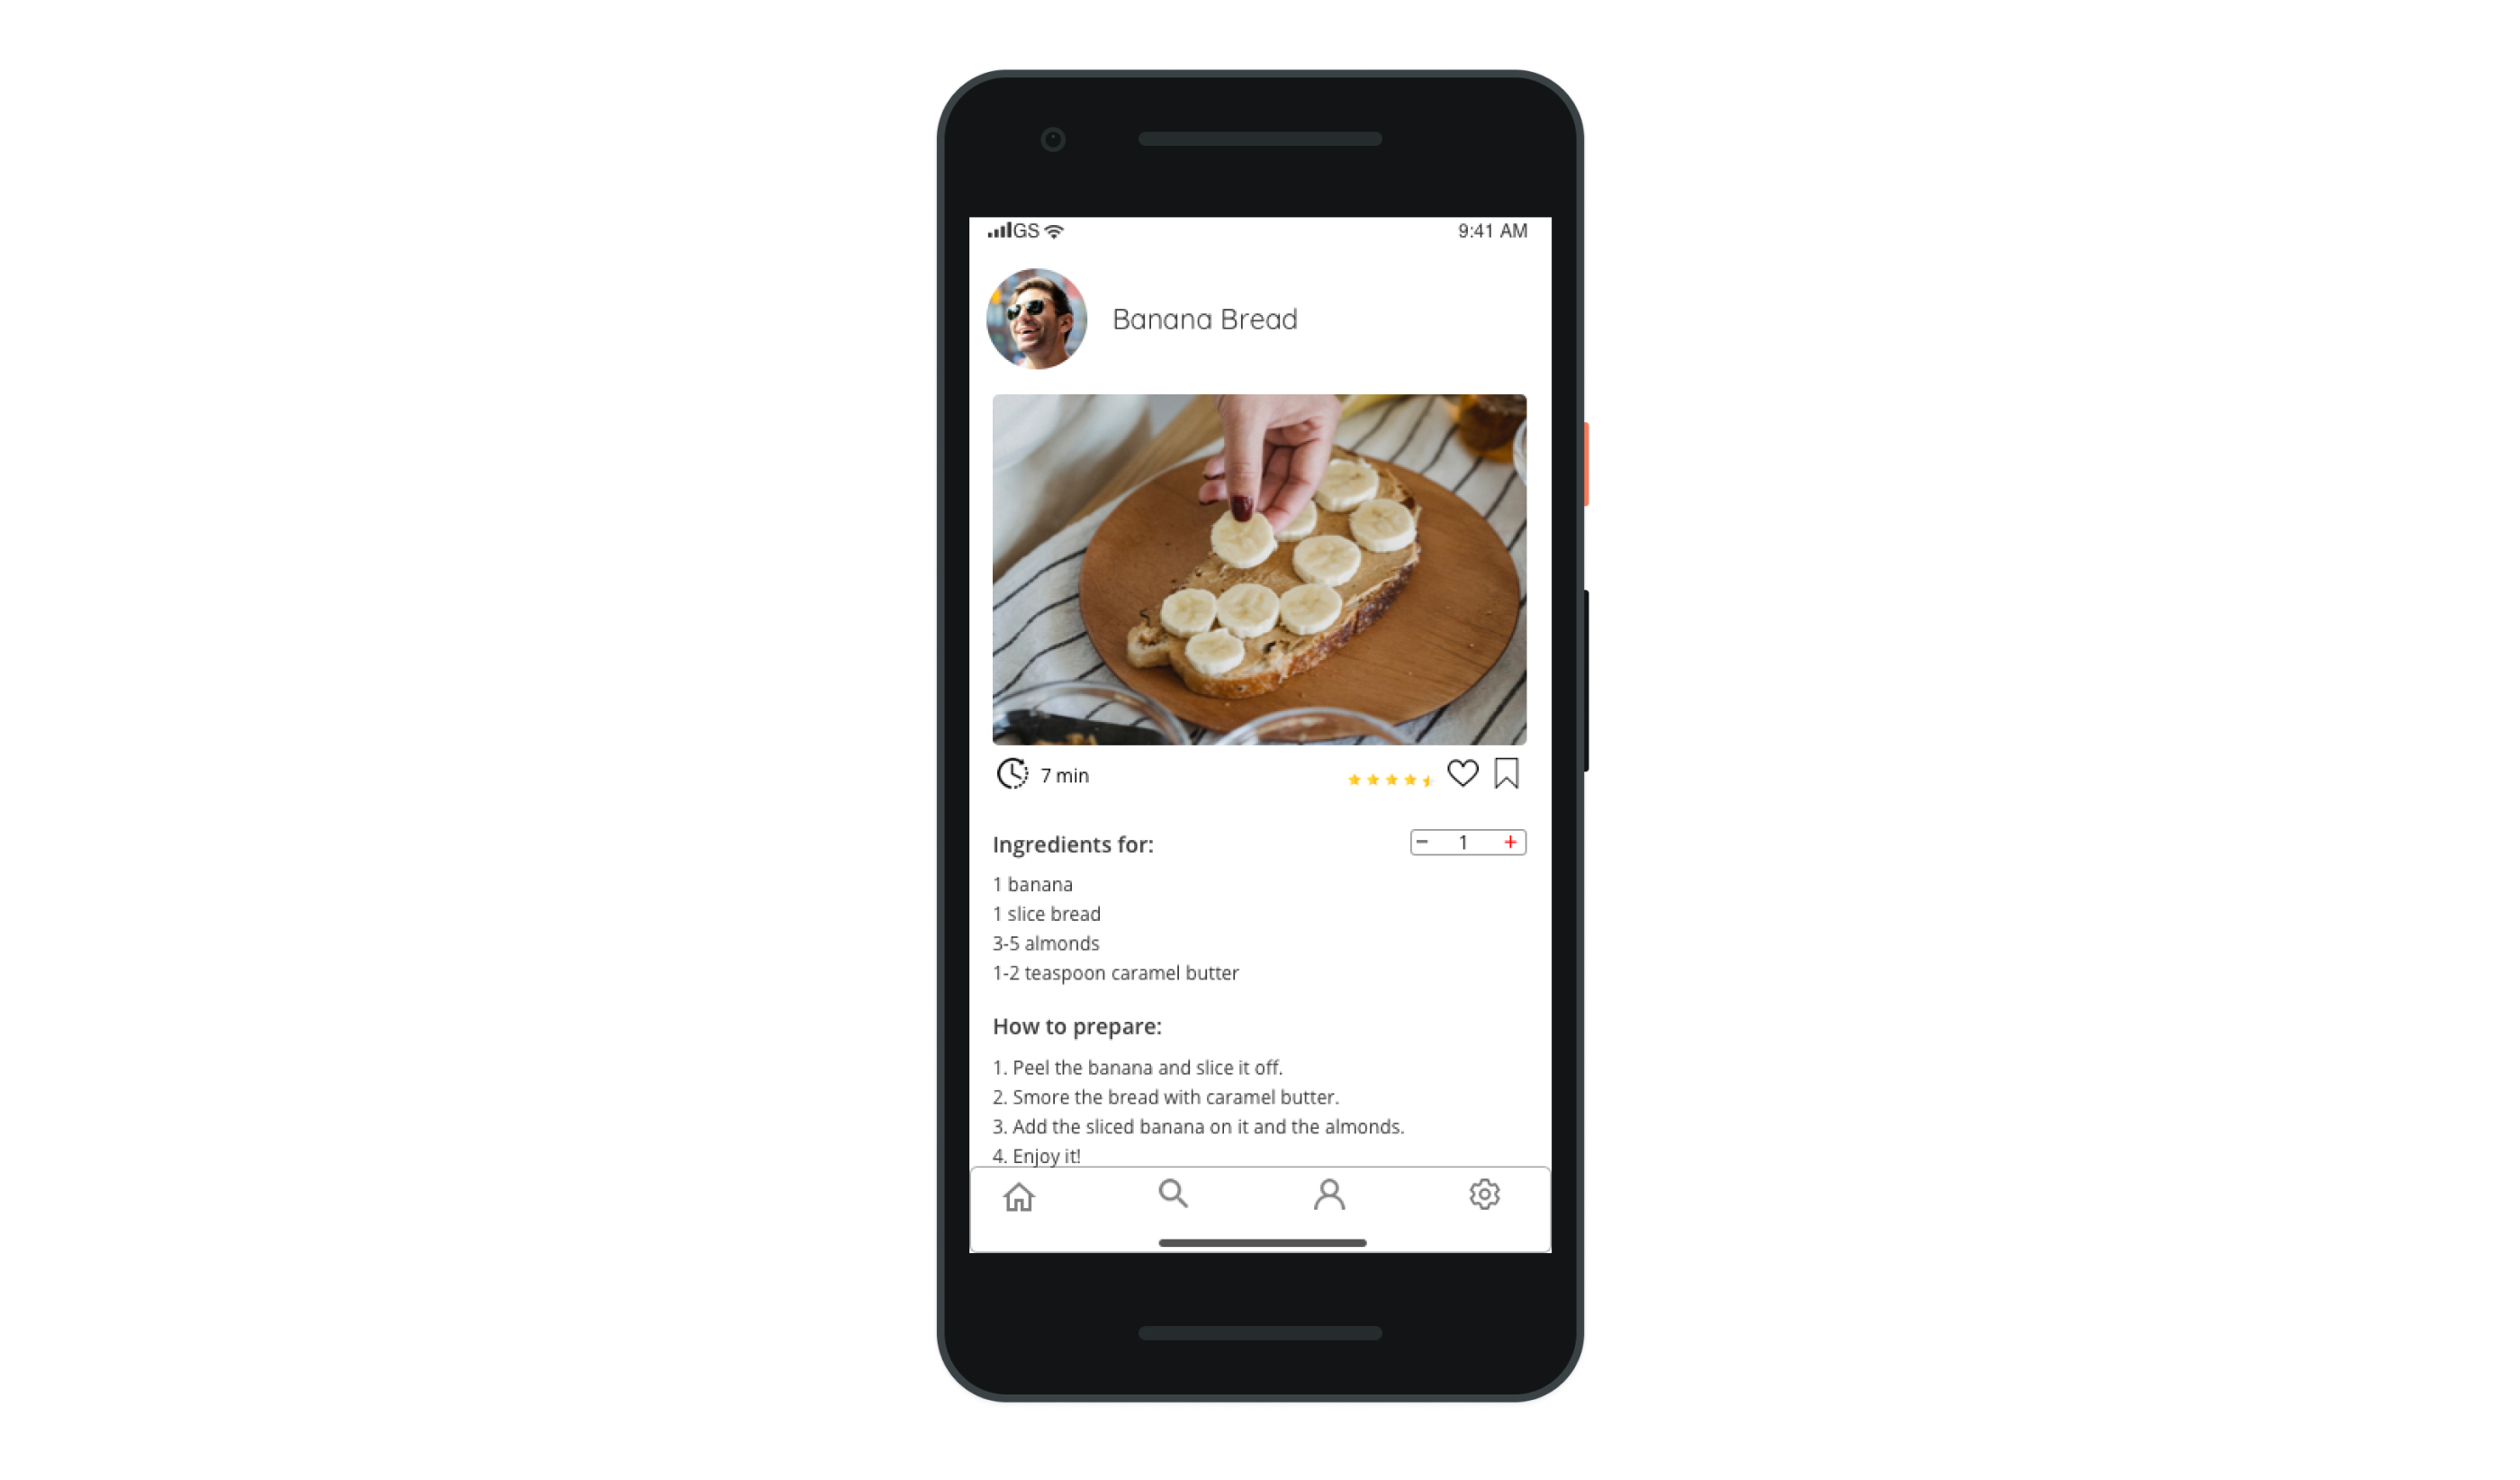 GS
9:41 AM
Banana Bread
7 min
Ingredients for:
− 1 +
1 banana
1 slice bread
3-5 almonds
1-2 teaspoon caramel butter
How to prepare:
1. Peel the banana and slice it off.
2. Smore the bread with caramel butter.
3. Add the sliced banana on it and the almonds.
4. Enjoy it!